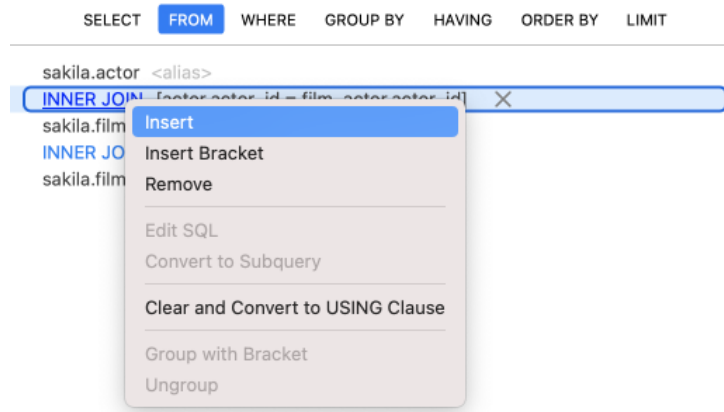 SELECT FROM WHERE GROUP BY HAVING ORDER BY LIMIT
sakila.actor <alias>
INNER JOIN [actor.actor_id = film_actor.actor_id]
sakila.film
Insert
INNER JO
Insert Bracket
sakila.film
Remove
Edit SQL
Convert to Subquery
Clear and Convert to USING Clause
Group with Bracket
Ungroup